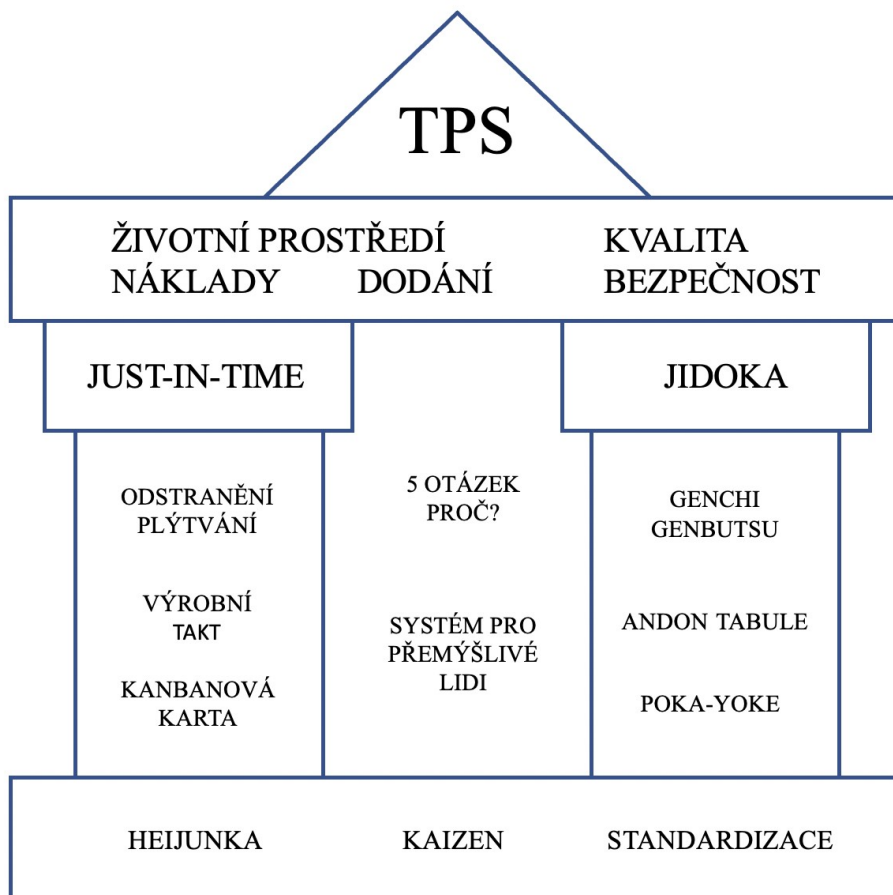 TPS
ŽIVOTNÍ PROSTŘEDÍ KVALITA
NÁKLADY DODÁNÍ BEZPEČNOST
JUST-IN-TIME
JIDOKA
ODSTRANĚNÍ
PLÝTVÁNÍ
VÝROBNÍ
TAKT
KANBANOVÁ
KARTA
5 OTÁZEK
PROČ?
SYSTÉM PRO
PŘEMÝŠLIVÉ
LIDI
GENCHI
GENBUTSU
ANDON TABULE
POKA-YOKE
HEIJUNKA KAIZEN STANDARDIZACE